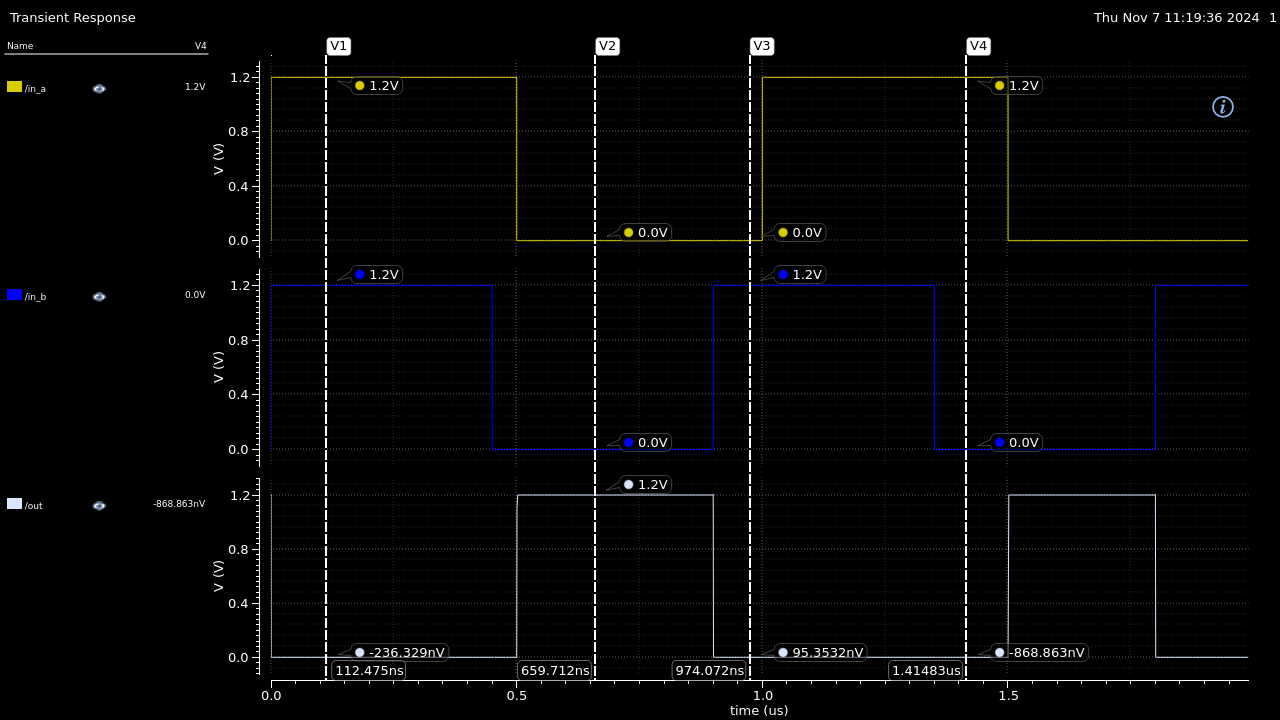 Transient Response
Thu Nov 7 11:19:36 2024 1
Name V4
V1 V2 V3 V4
/in_a 1.2V
1.2
0.8
0.4
0.0
V (V)
1.2V
0.0V
0.0V
1.2V
i
/in_b 0.0V
1.2
0.8
0.4
0.0
V (V)
1.2V
0.0V
1.2V
0.0V
/out -868.863nV
1.2
0.8
0.4
0.0
V (V)
-236.329nV
1.2V
95.3532nV
-868.863nV
112.475ns 659.712ns 974.072ns 1.41483us
0.0 0.5 1.0 1.5
time (us)